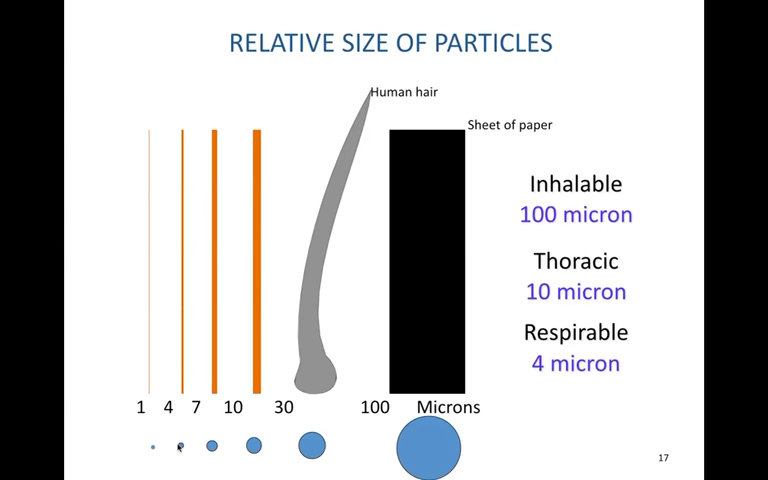 RELATIVE SIZE OF PARTICLES
Human hair
Sheet of paper
Inhalable
100 micron
Thoracic
10 micron
Respirable
4 micron
1 4 7 10 30 100 Microns
17